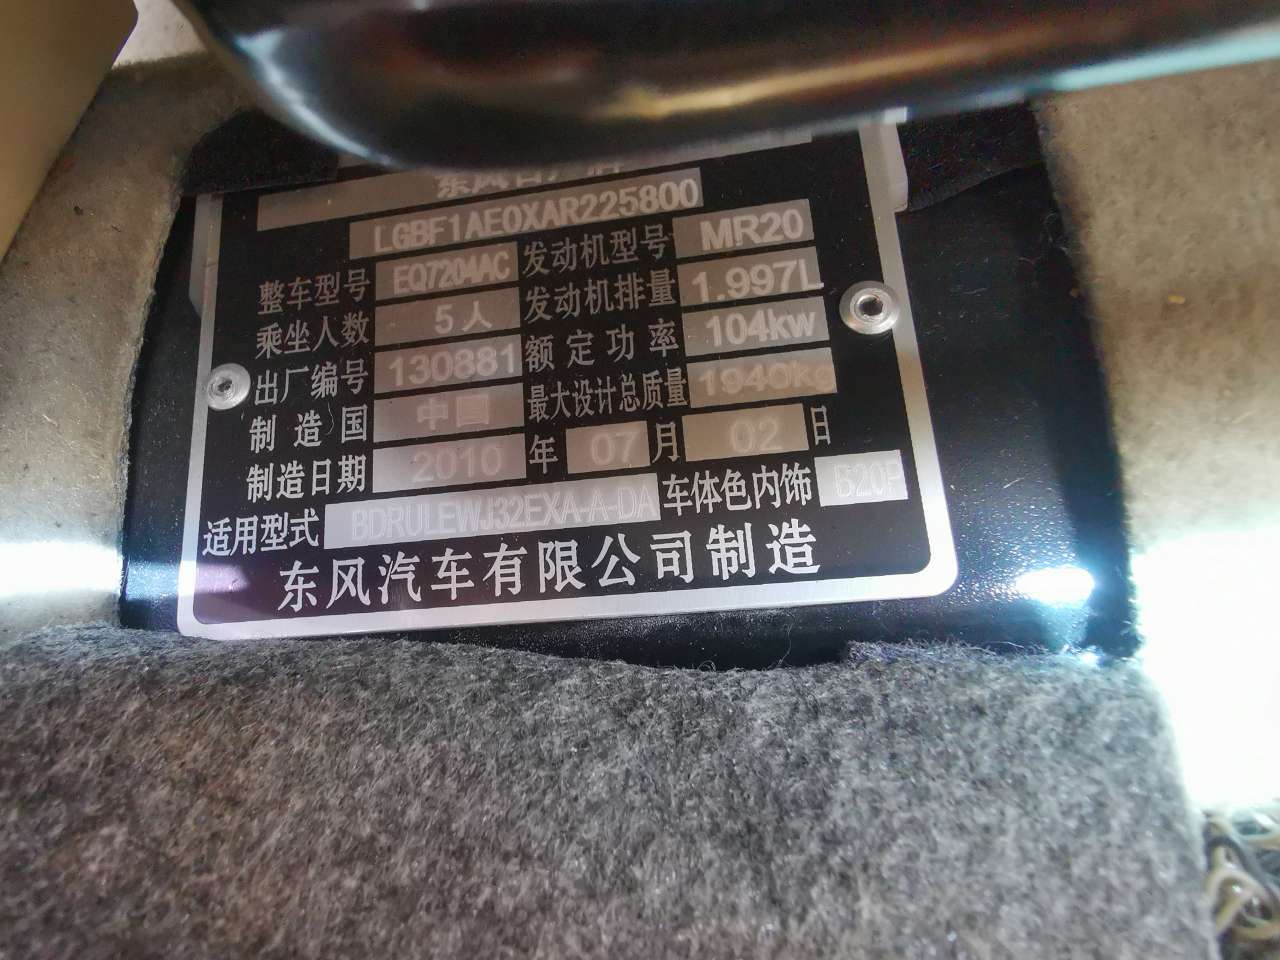 LGBF1AE0XAR225800
整车型号 EQ7204AC 发动机型号 MR20
乘坐人数 5人 发动机排量 1.997L
出厂编号 130881 额定功率 104kw
制造国 中国 最大设计总质量 1940kg
制造日期 2010 年 07 月 02 日
适用型式 BDRULEWJ32EXA-A-DA 车体色内饰
东风汽车有限公司制造